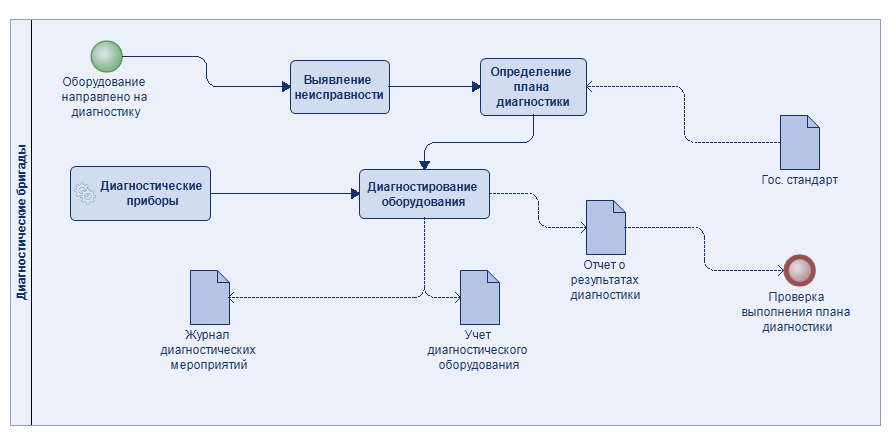 Диагностические бригады
Оборудование
направлено на
диагностику
Выявление
неисправности
Определение
плана
диагностики
Гос. стандарт
Диагностические
приборы
Диагностирование
оборудования
Отчет о
результатах
диагностики
Проверка
выполнения плана
диагностики
Журнал
диагностических
мероприятий
Учет
диагностического
оборудования